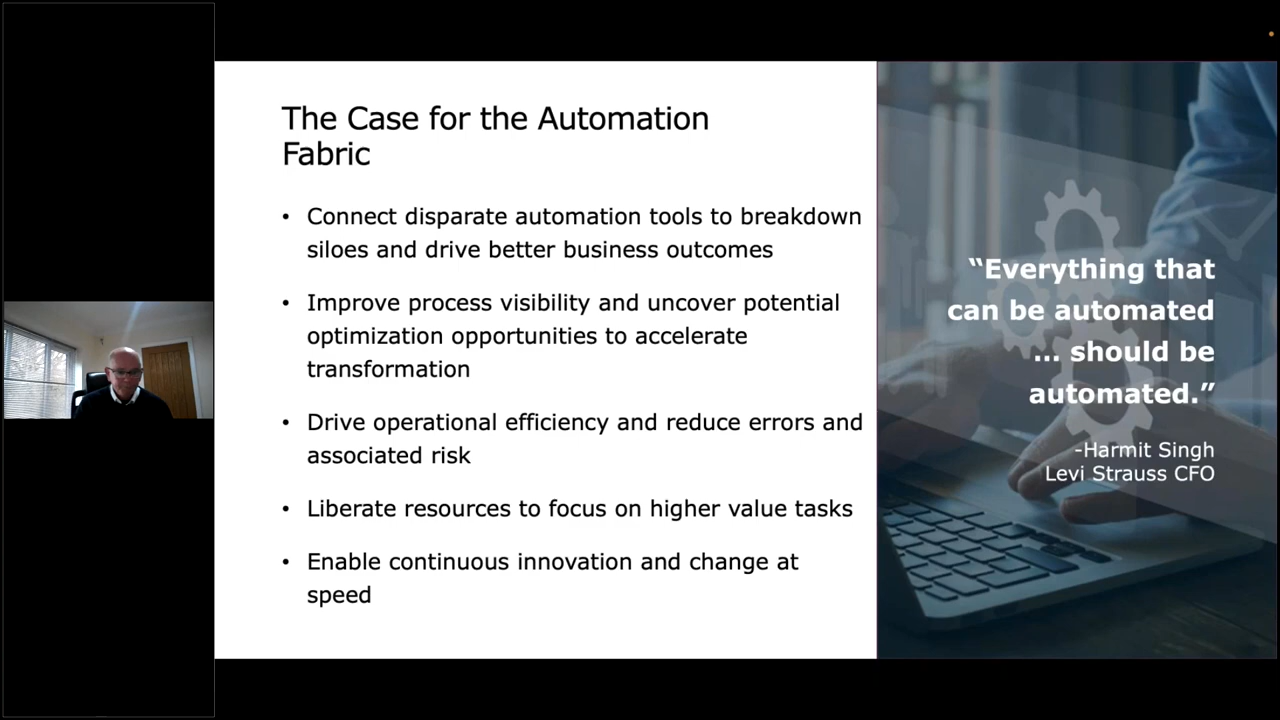 The Case for the Automation
Fabric
• Connect disparate automation tools to breakdown
siloes and drive better business outcomes
• Improve process visibility and uncover potential
optimization opportunities to accelerate
transformation
• Drive operational efficiency and reduce errors and
associated risk
• Liberate resources to focus on higher value tasks
• Enable continuous innovation and change at
speed
“Everything that
can be automated
... should be
automated.”
-Harmit Singh
Levi Strauss CFO